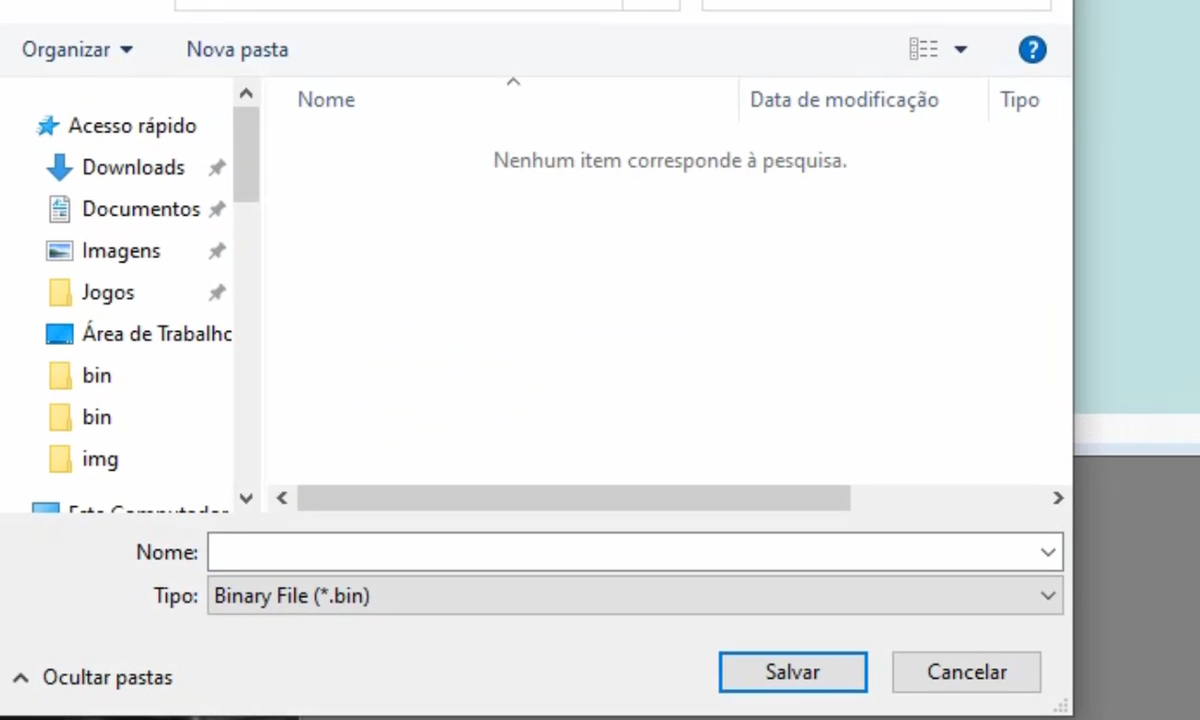 Organizar
Nova pasta
?
Nome
Data de modificação
Tipo
Nenhum item corresponde à pesquisa.
Acesso rápido
Downloads
Documentos
Imagens
Jogos
Área de Trabalho
bin
bin
img
Este Computador
Nome:
Tipo: Binary File (*.bin)
Ocultar pastas
Salvar
Cancelar